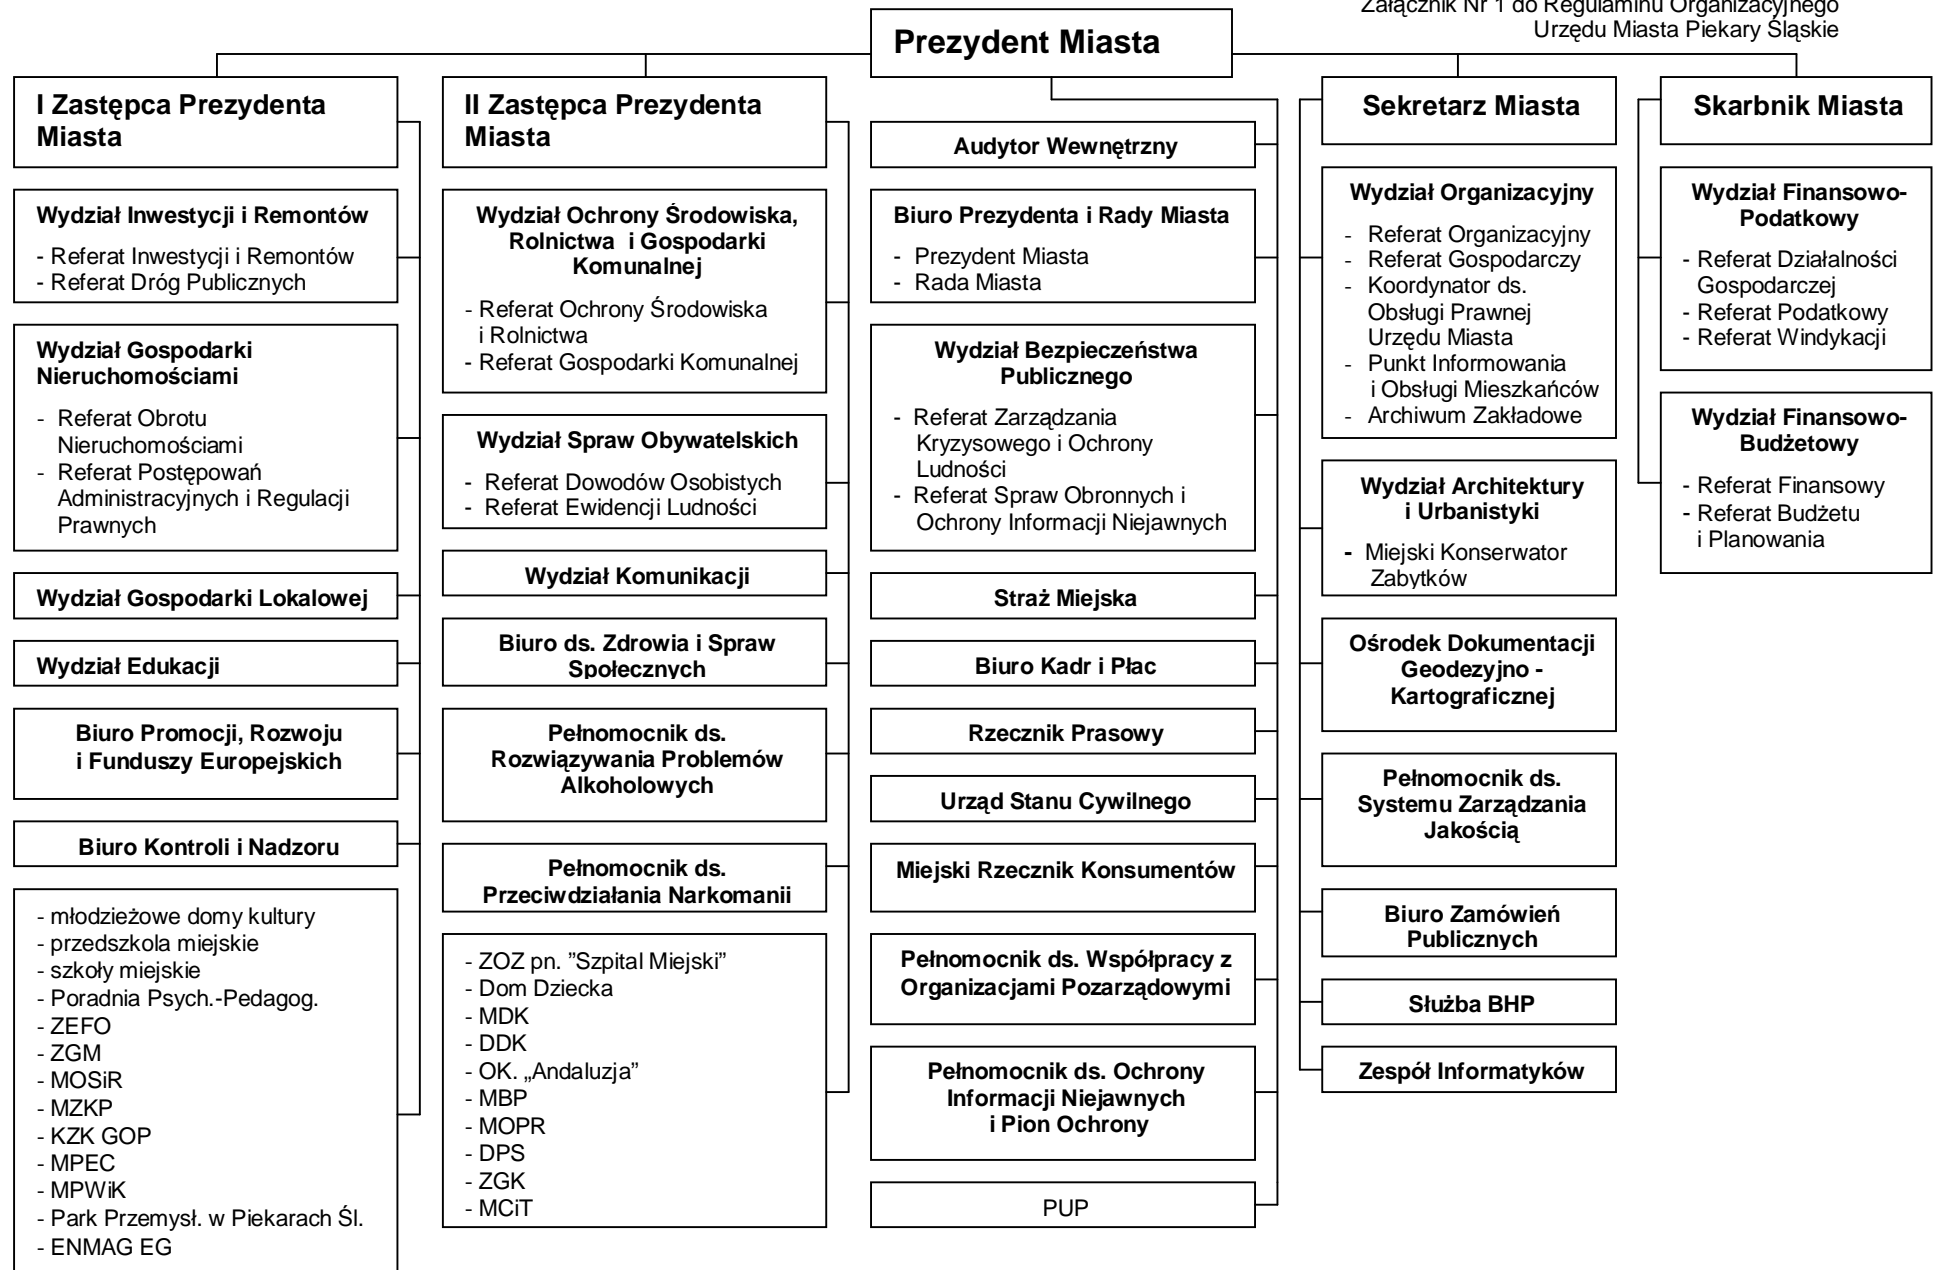 Załącznik Nr 1 do Regulaminu Organizacyjnego
Urzędu Miasta Piekary Śląskie
Prezydent Miasta
I Zastępca Prezydenta
Miasta
Wydział Inwestycji i Remontów
- Referat Inwestycji i Remontów
- Referat Dróg Publicznych
Wydział Gospodarki
Nieruchomościami
- Referat Obrotu
Nieruchomościami
- Referat Postępowań
Administracyjnych i Regulacji
Prawnych
Wydział Gospodarki Lokalowej
Wydział Edukacji
Biuro Promocji, Rozwoju
i Funduszy Europejskich
Biuro Kontroli i Nadzoru
- młodzieżowe domy kultury
- przedszkola miejskie
- szkoły miejskie
- Poradnia Psych.-Pedagog.
- ZEFO
- ZGM
- MOSiR
- MZKP
- KZK GOP
- MPEC
- MPWiK
- Park Przemysł. w Piekarach Śl.
- ENMAG EG
II Zastępca Prezydenta
Miasta
Wydział Ochrony Środowiska,
Rolnictwa i Gospodarki
Komunalnej
- Referat Ochrony Środowiska
i Rolnictwa
- Referat Gospodarki Komunalnej
Wydział Spraw Obywatelskich
- Referat Dowodów Osobistych
- Referat Ewidencji Ludności
Wydział Komunikacji
Biuro ds. Zdrowia i Spraw
Społecznych
Pełnomocnik ds.
Rozwiązywania Problemów
Alkoholowych
Pełnomocnik ds.
Przeciwdziałania Narkomanii
- ZOZ pn. ”Szpital Miejski”
- Dom Dziecka
- MDK
- DDK
- OK. „Andaluzja”
- MBP
- MOPR
- DPS
- ZGK
- MCiT
Audytor Wewnętrzny
Biuro Prezydenta i Rady Miasta
- Prezydent Miasta
- Rada Miasta
Wydział Bezpieczeństwa
Publicznego
- Referat Zarządzania
Kryzysowego i Ochrony
Ludności
- Referat Spraw Obronnych i
Ochrony Informacji Niejawnych
Straż Miejska
Biuro Kadr i Płac
Rzecznik Prasowy
Urząd Stanu Cywilnego
Miejski Rzecznik Konsumentów
Pełnomocnik ds. Współpracy z
Organizacjami Pozarządowymi
Pełnomocnik ds. Ochrony
Informacji Niejawnych
i Pion Ochrony
PUP
Sekretarz Miasta
Wydział Organizacyjny
- Referat Organizacyjny
- Referat Gospodarczy
- Koordynator ds.
Obsługi Prawnej
Urzędu Miasta
- Punkt Informowania
i Obsługi Mieszkańców
- Archiwum Zakładowe
Wydział Architektury
i Urbanistyki
- Miejski Konserwator
Zabytków
Ośrodek Dokumentacji
Geodezyjno -
Kartograficznej
Pełnomocnik ds.
Systemu Zarządzania
Jakością
Biuro Zamówień
Publicznych
Służba BHP
Zespół Informatyków
Skarbnik Miasta
Wydział Finansowo-
Podatkowy
- Referat Działalności
Gospodarczej
- Referat Podatkowy
- Referat Windykacji
Wydział Finansowo-
Budżetowy
- Referat Finansowy
- Referat Budżetu
i Planowania